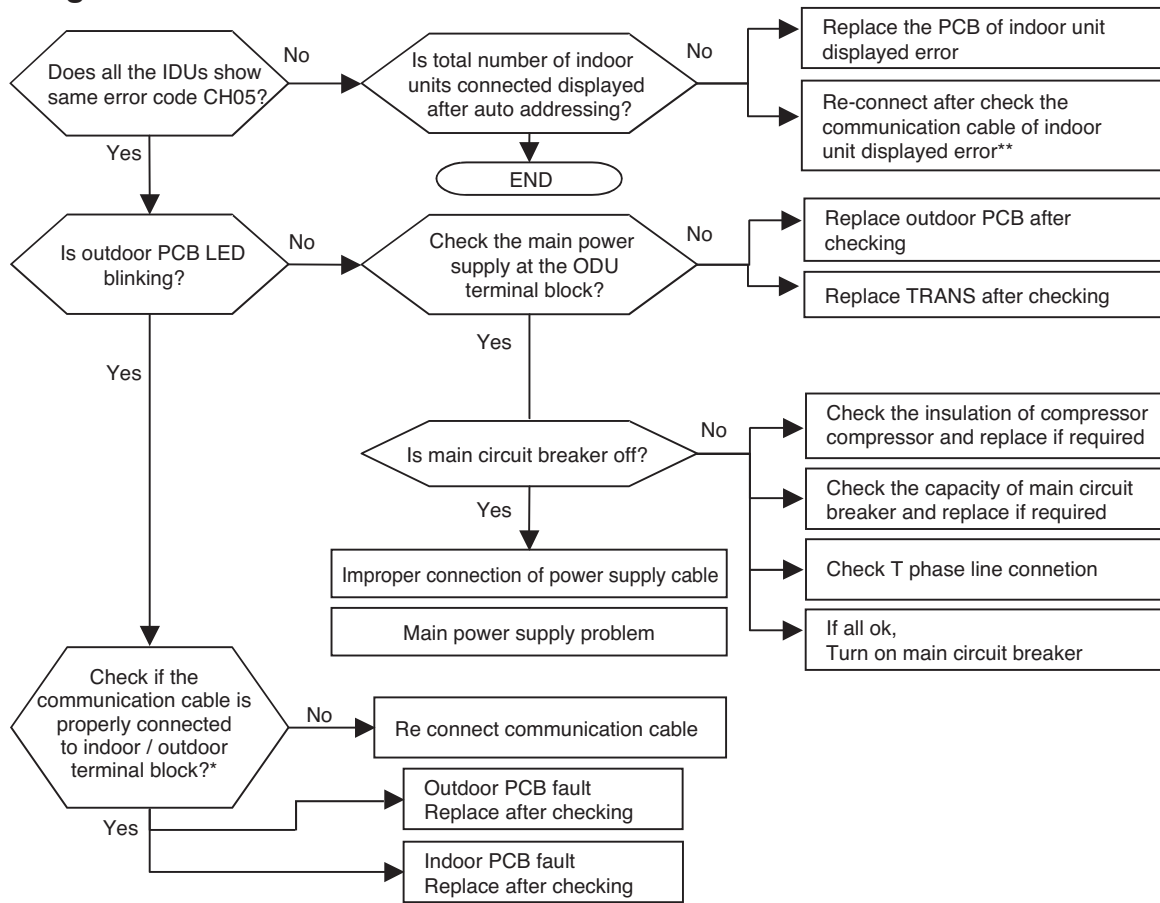 Does all the IDUs show
same error code CH05?
No
Is total number of indoor
units connected displayed
after auto addressing?
No
Replace the PCB of indoor unit
displayed error
Re-connect after check the
communication cable of indoor
unit displayed error**
Yes
END
Is outdoor PCB LED
blinking?
No
Check the main power
supply at the ODU
terminal block?
No
Replace outdoor PCB after
checking
Replace TRANS after checking
Yes
Yes
Is main circuit breaker off?
No
Check the insulation of compressor
compressor and replace if required
Check the capacity of main circuit
breaker and replace if required
Check T phase line connetion
If all ok,
Turn on main circuit breaker
Yes
Improper connection of power supply cable
Main power supply problem
Check if the
communication cable is
properly connected
to indoor / outdoor
terminal block?*
No
Re connect communication cable
Yes
Outdoor PCB fault
Replace after checking
Indoor PCB fault
Replace after checking